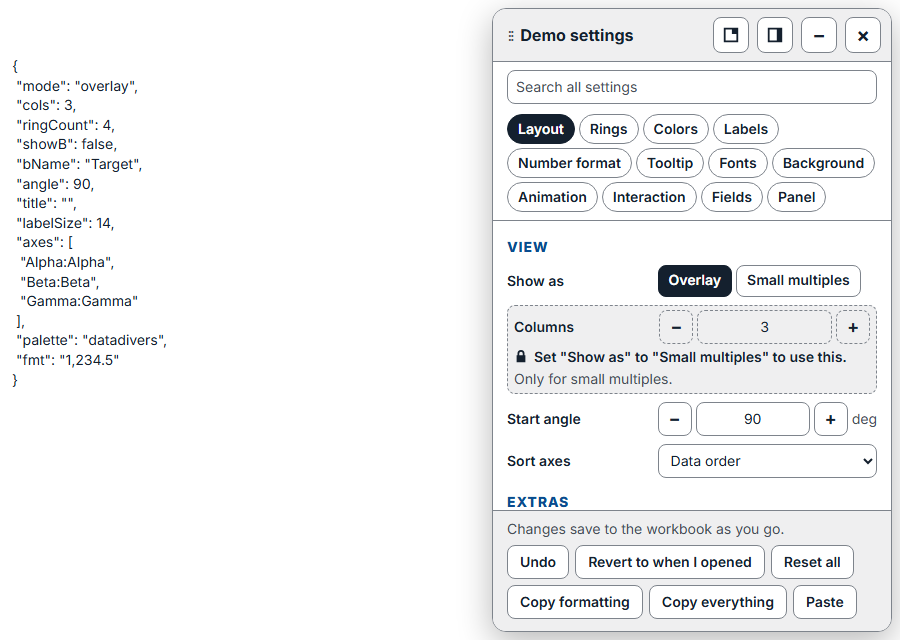 {
"mode": "overlay",
"cols": 3,
"ringCount": 4,
"showB": false,
"bName": "Target",
"angle": 90,
"title": "",
"labelSize": 14,
"axes": [
"Alpha:Alpha",
"Beta:Beta",
"Gamma:Gamma"
],
"palette": "datadivers",
"fmt": "1,234.5"
}
Demo settings
Search all settings
Layout Rings Colors Labels
Number format Tooltip Fonts Background
Animation Interaction Fields Panel
VIEW
Show as Overlay Small multiples
Columns − 3 +
Set "Show as" to "Small multiples" to use this.
Only for small multiples.
Start angle − 90 + deg
Sort axes Data order
EXTRAS
Changes save to the workbook as you go.
Undo Revert to when I opened Reset all
Copy formatting Copy everything Paste